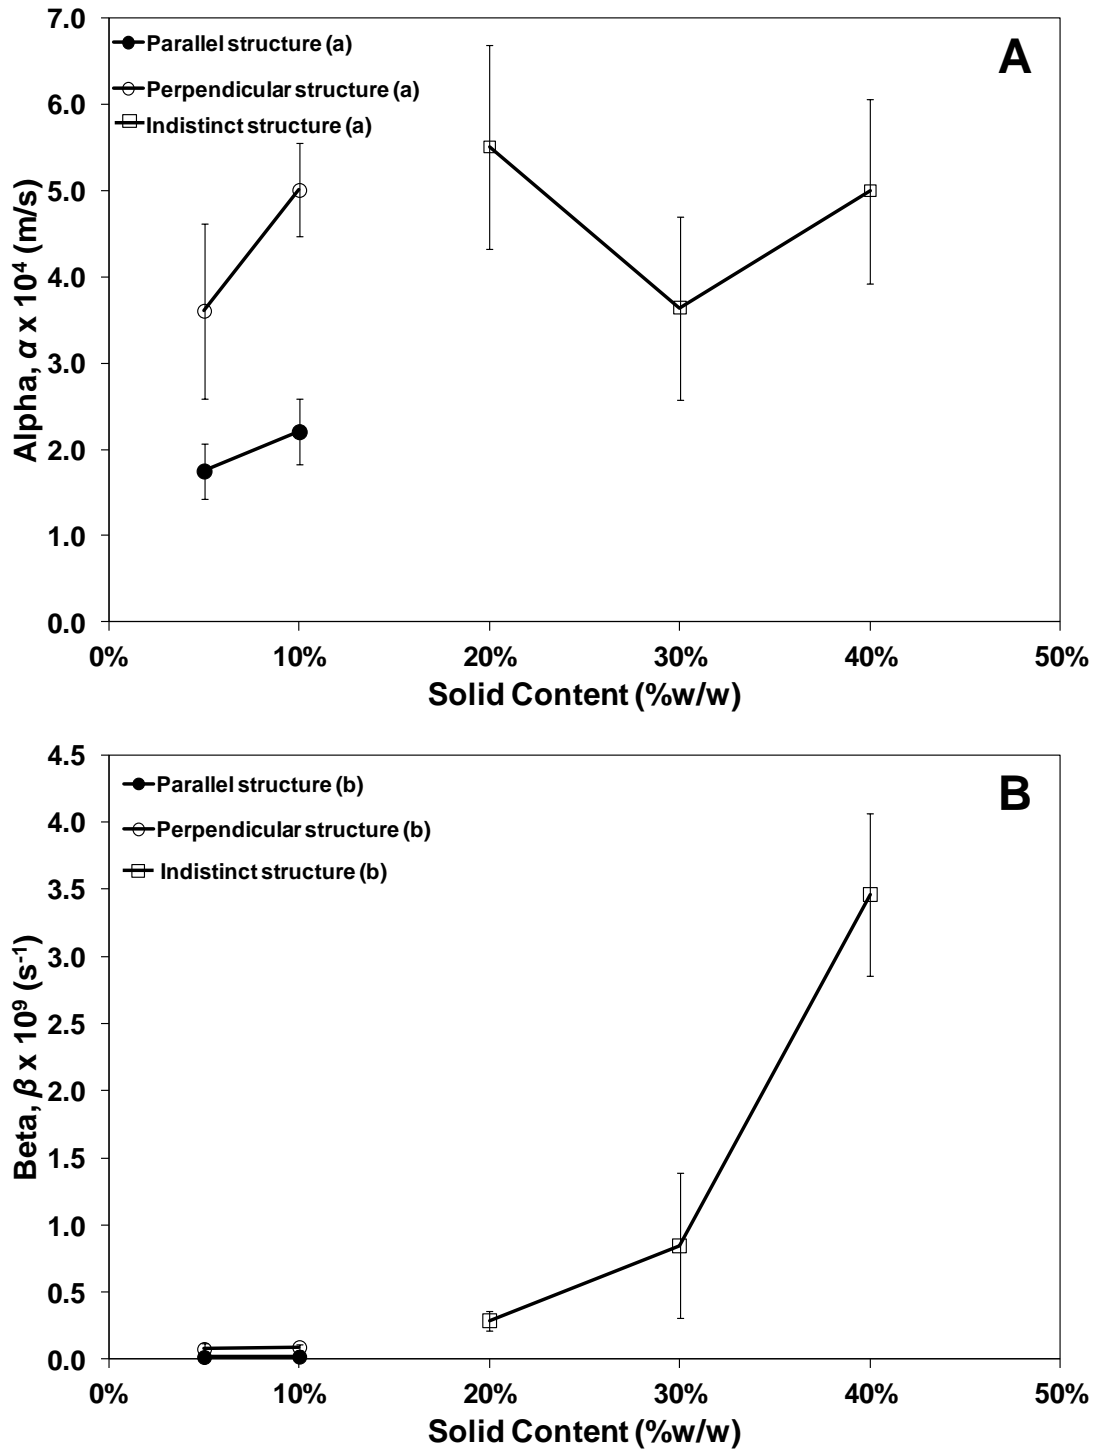 7.0
6.0
5.0
4.0
3.0
2.0
1.0
0.0
Alpha, α x 10⁴ (m/s)
Parallel structure (a)
Perpendicular structure (a)
Indistinct structure (a)
A
0% 10% 20% 30% 40% 50%
Solid Content (%w/w)
4.5
4.0
3.5
3.0
2.5
2.0
1.5
1.0
0.5
0.0
Beta, β x 10⁹ (s⁻¹)
Parallel structure (b)
Perpendicular structure (b)
Indistinct structure (b)
B
0% 10% 20% 30% 40% 50%
Solid Content (%w/w)